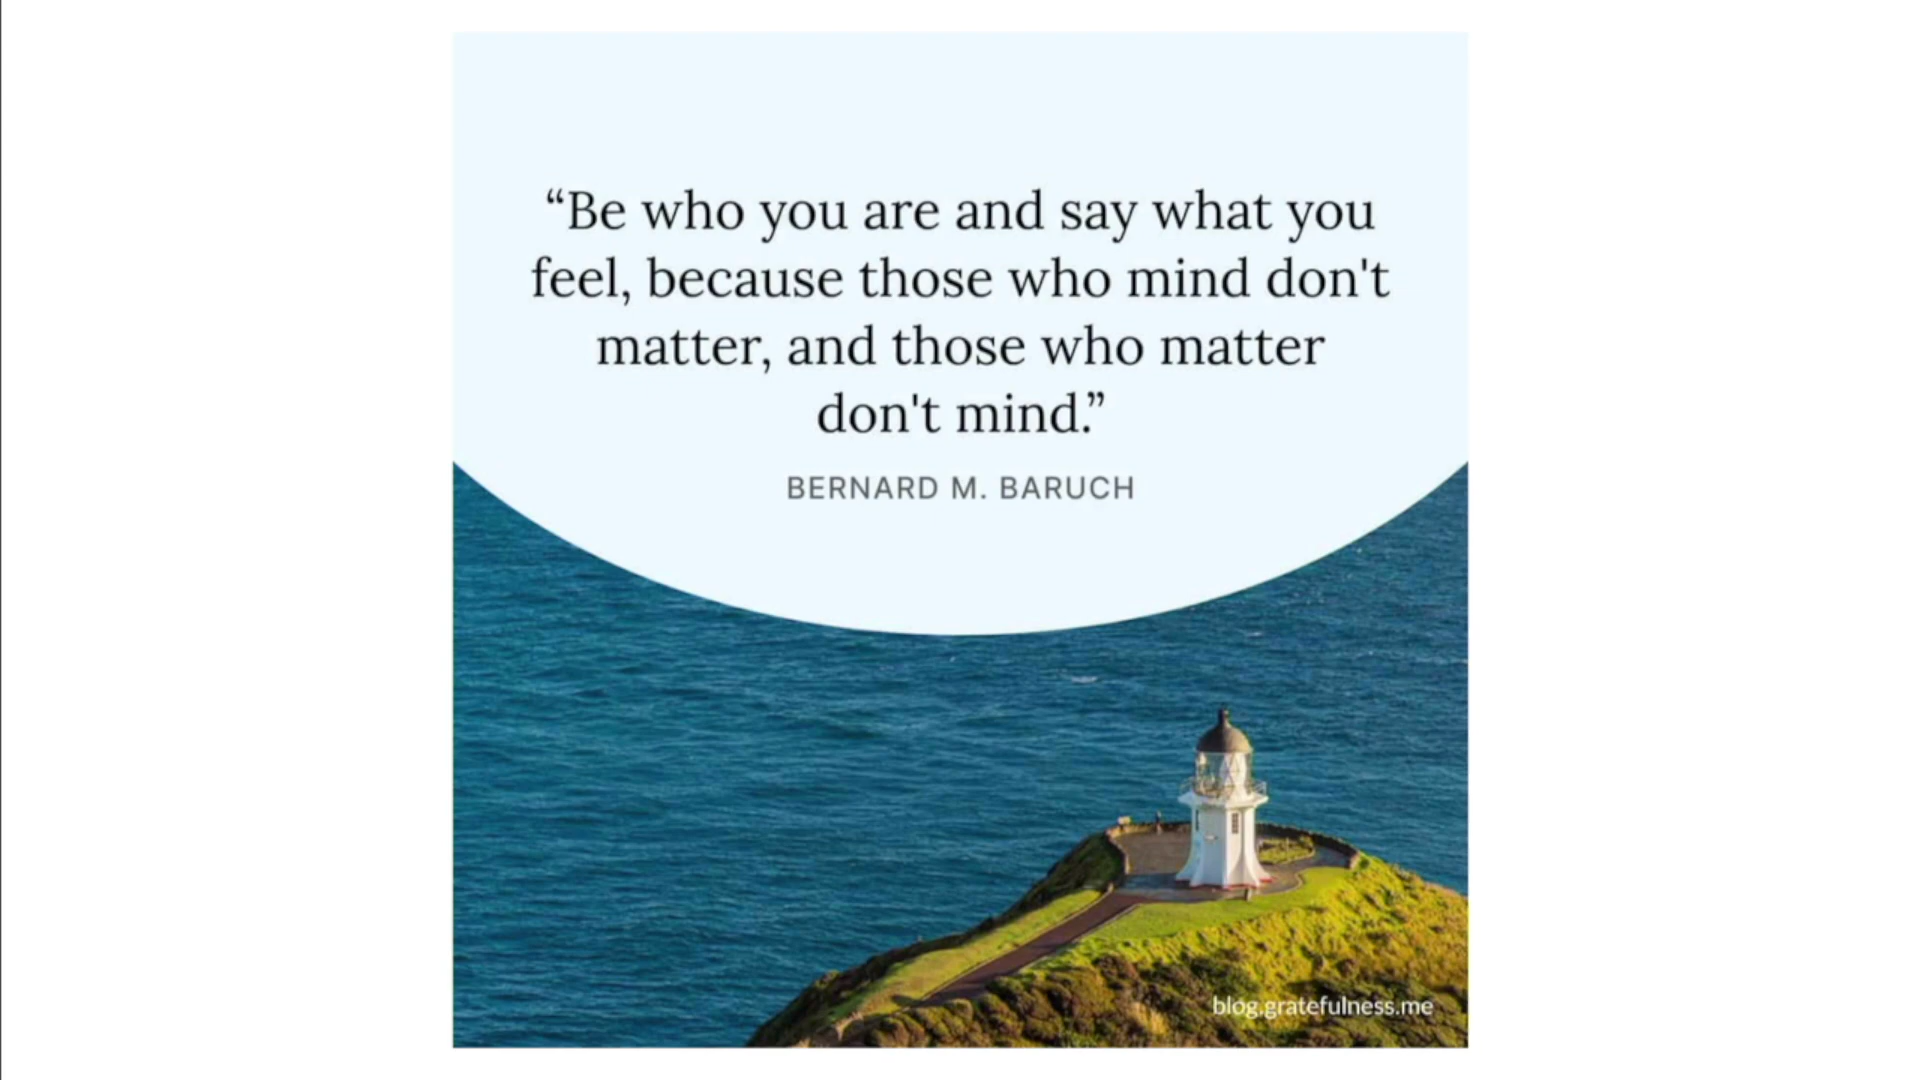 “Be who you are and say what you
feel, because those who mind don't
matter, and those who matter
don't mind.”
BERNARD M. BARUCH
blog.gratefulness.me